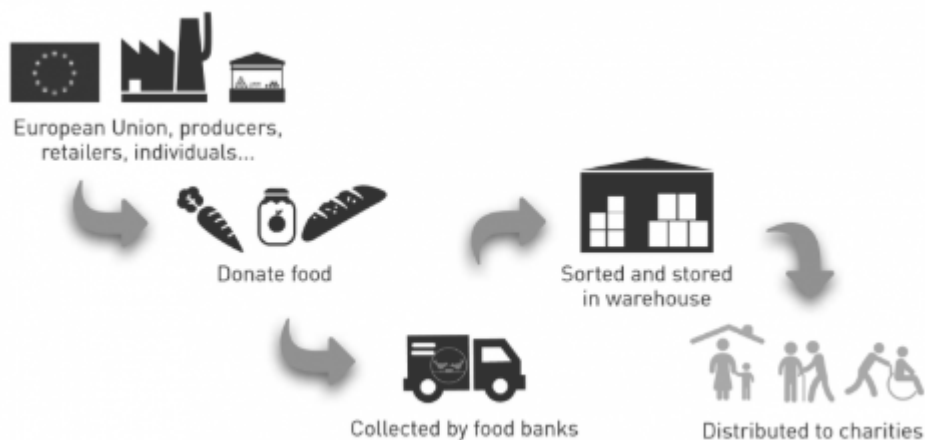 European Union, producers,
retailers, individuals...
Donate food
Collected by food banks
Sorted and stored
in warehouse
Distributed to charities